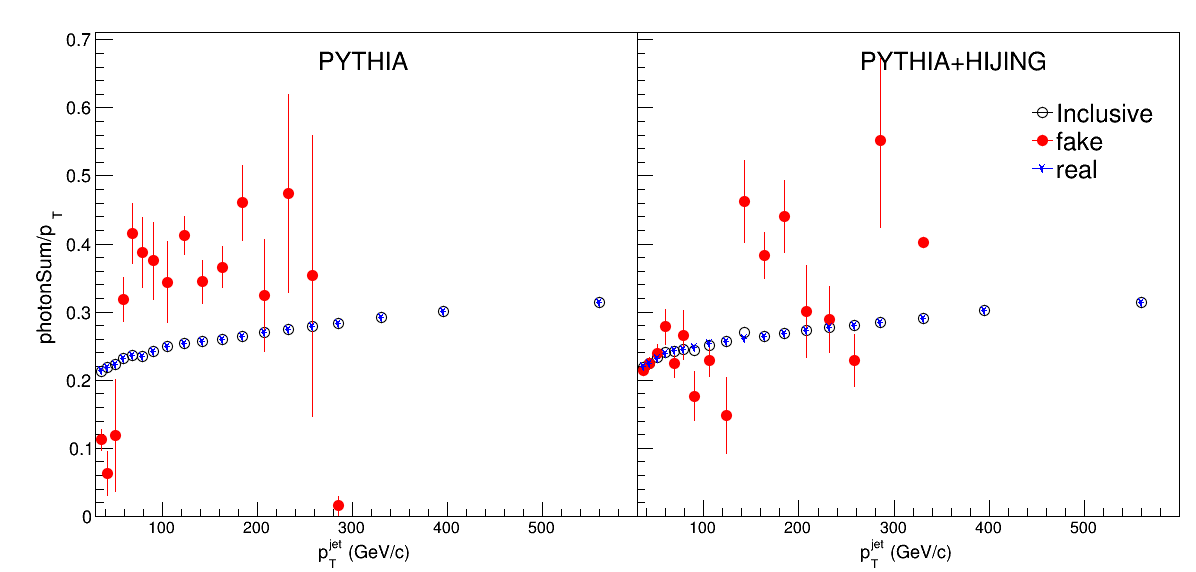 PYTHIA
PYTHIA+HIJING
Inclusive
fake
real
photonSum/p_T
0.7
0.6
0.5
0.4
0.3
0.2
0.1
0
100 200 300 400 500
100 200 300 400 500
p_T^jet (GeV/c)
p_T^jet (GeV/c)